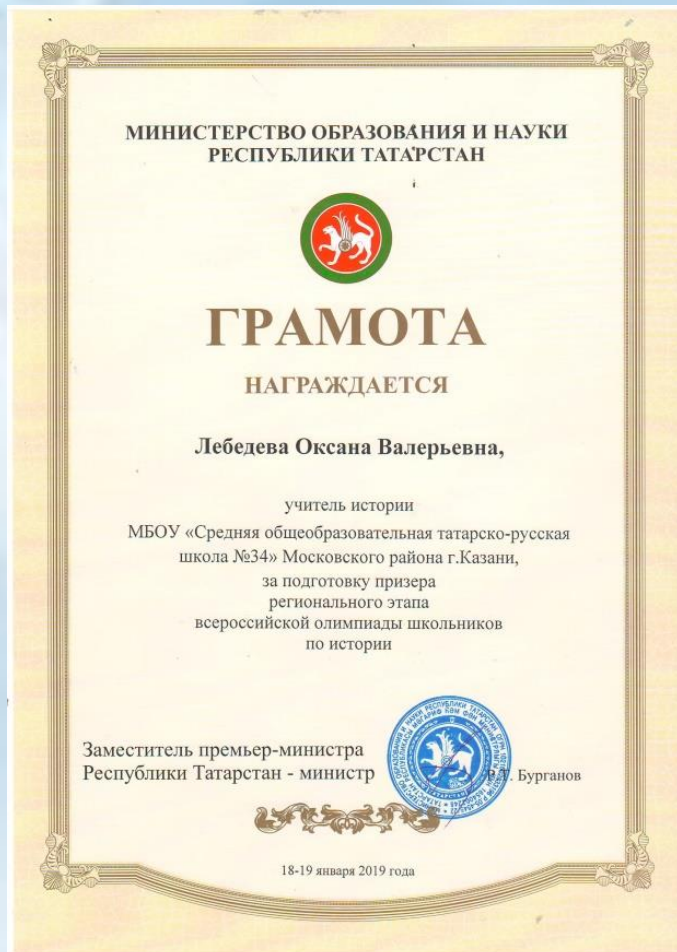 МИНИСТЕРСТВО ОБРАЗОВАНИЯ И НАУКИ
РЕСПУБЛИКИ ТАТАРСТАН
ГРАМОТА
НАГРАЖДАЕТСЯ
Лебедева Оксана Валерьевна,
учитель истории
МБОУ «Средняя общеобразовательная татарско-русская
школа №34» Московского района г.Казани,
за подготовку призера
регионального этапа
всероссийской олимпиады школьников
по истории
Заместитель премьер-министра
Республики Татарстан - министр
Бурганов
18-19 января 2019 года